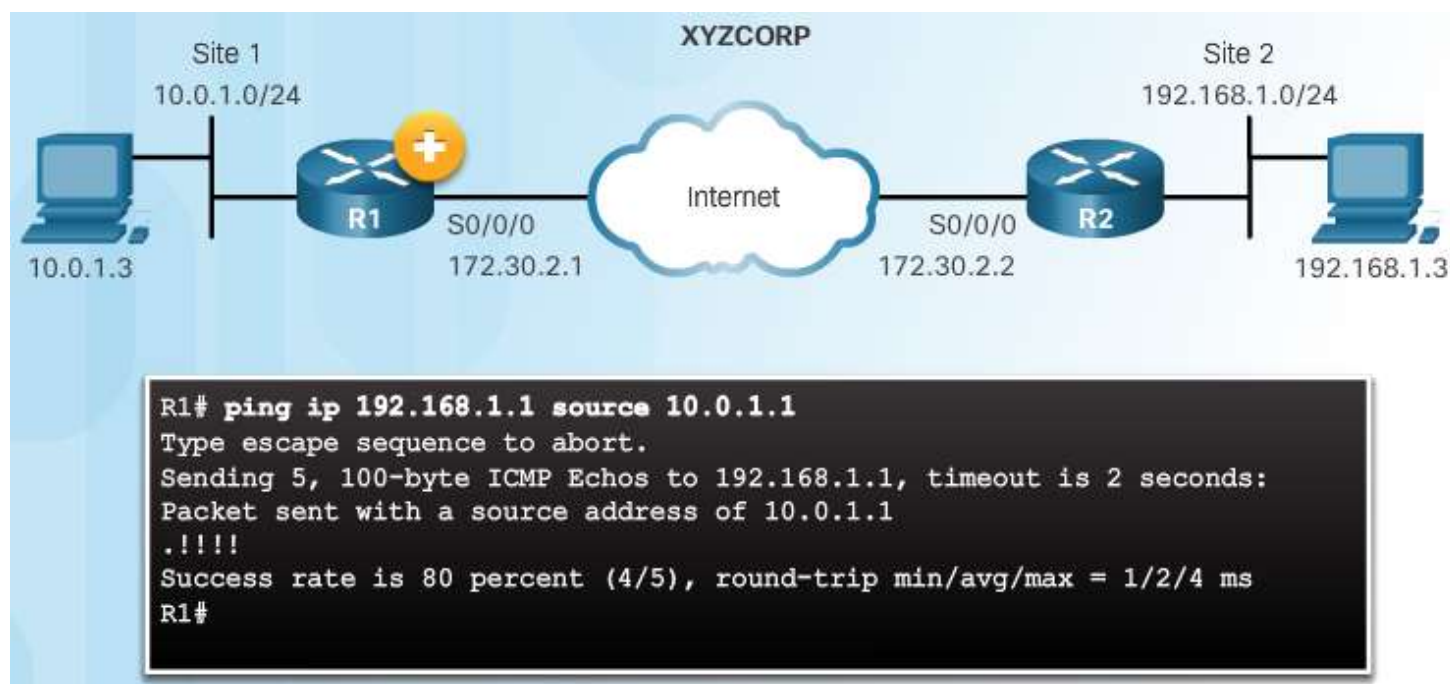 XYZCORP
Site 1
10.0.1.0/24
Site 2
192.168.1.0/24
Internet
R1
S0/0/0
172.30.2.1
S0/0/0
172.30.2.2
R2
10.0.1.3
192.168.1.3
R1# ping ip 192.168.1.1 source 10.0.1.1
Type escape sequence to abort.
Sending 5, 100-byte ICMP Echos to 192.168.1.1, timeout is 2 seconds:
Packet sent with a source address of 10.0.1.1
.!!!!
Success rate is 80 percent (4/5), round-trip min/avg/max = 1/2/4 ms
R1#